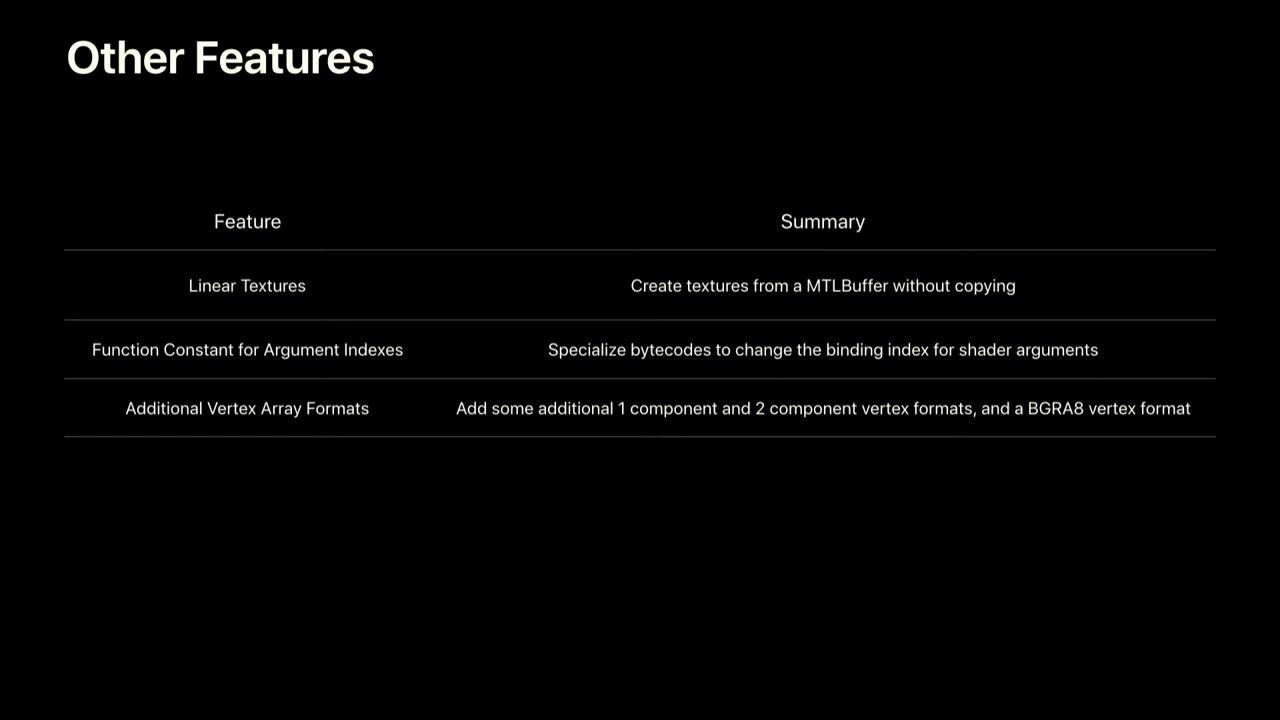 Other Features
Feature Summary
Linear Textures Create textures from a MTLBuffer without copying
Function Constant for Argument Indexes Specialize bytecodes to change the binding index for shader arguments
Additional Vertex Array Formats Add some additional 1 component and 2 component vertex formats, and a BGRA8 vertex format